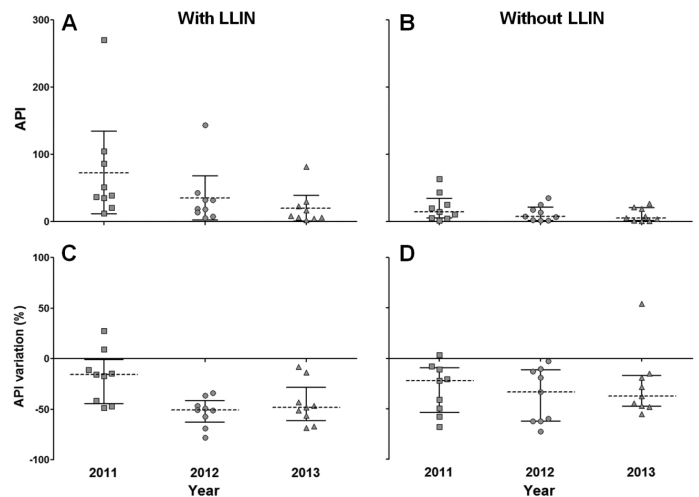 A With LLIN
B Without LLIN
API
300
200
100
0
C
D
API variation (%)
100
50
0
-50
-100
2011 2012 2013
2011 2012 2013
Year
Year